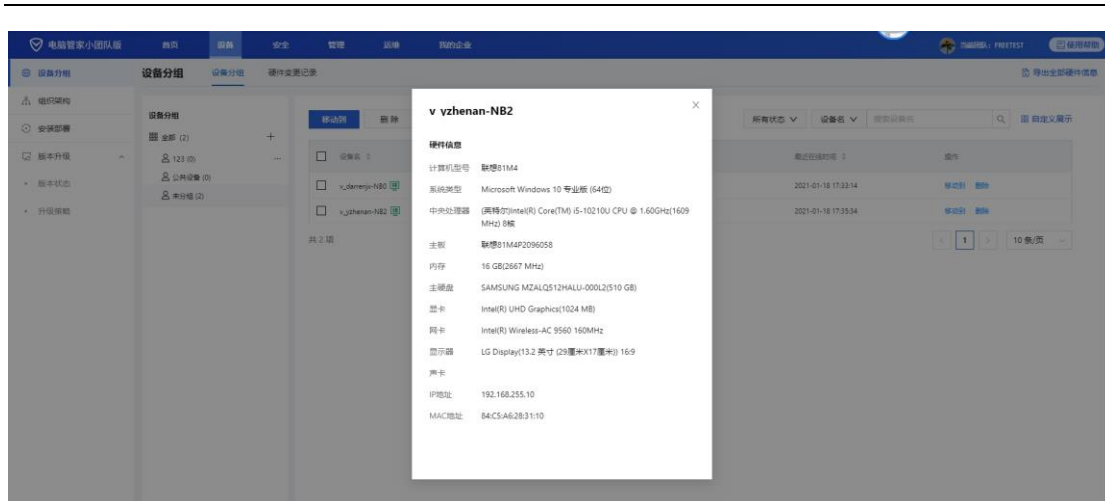 电脑管家小团队版
首页
设备
安全
管理
运维
我的企业
使用帮助
设备分组
组织架构
安装部署
版本升级
版本状态
升级策略
设备分组
设备分组
硬件变更记录
导出全部硬件信息
设备分组
全部 (2)
123 (0)
公共设备 (0)
未分组 (2)
移动到
删除
所有状态
设备名
搜索设备名
自定义展示
设备名
最近在线时间
操作
v_darrenjx-NB0
2021-01-18 17:33:14
移动到 删除
v_yzhenan-NB2
2021-01-18 17:35:34
移动到 删除
共 2 项
1
10 条/页
v_yzhenan-NB2
硬件信息
计算机型号 联想81M4
系统类型 Microsoft Windows 10 专业版 (64位)
中央处理器 (英特尔)Intel(R) Core(TM) i5-10210U CPU @ 1.60GHz(1609
MHz) 8核
主板 联想81M4P2096058
内存 16 GB(2667 MHz)
主硬盘 SAMSUNG MZALQ512HALU-000L2(510 GB)
显卡 Intel(R) UHD Graphics(1024 MB)
网卡 Intel(R) Wireless-AC 9560 160MHz
显示器 LG Display(13.2 英寸 (29厘米X17厘米)) 16:9
声卡
IP地址 192.168.255.10
MAC地址 84:C5:A6:28:31:10